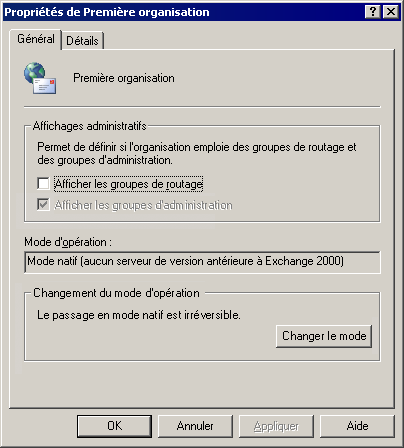 Propriétés de Première organisation
Général
Détails
Première organisation
Affichages administratifs
Permet de définir si l'organisation emploie des groupes de routage et
des groupes d'administration.
Afficher les groupes de routage
Afficher les groupes d'administration
Mode d'opération :
Mode natif (aucun serveur de version antérieure à Exchange 2000)
Changement du mode d'opération
Le passage en mode natif est irréversible.
Changer le mode
OK
Annuler
Appliquer
Aide